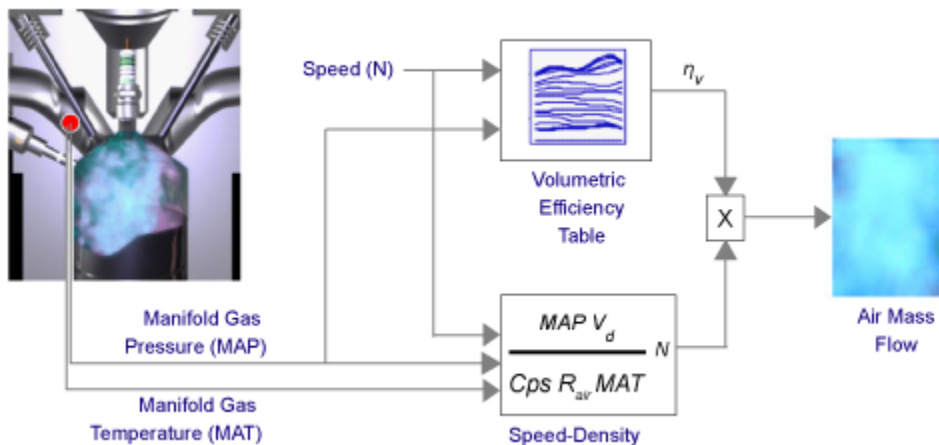 Speed (N)
ηv
Volumetric
Efficiency
Table
X
Manifold Gas
Pressure (MAP)
MAP Vd
N
Cps Rair MAT
Air Mass
Flow
Manifold Gas
Temperature (MAT)
Speed-Density